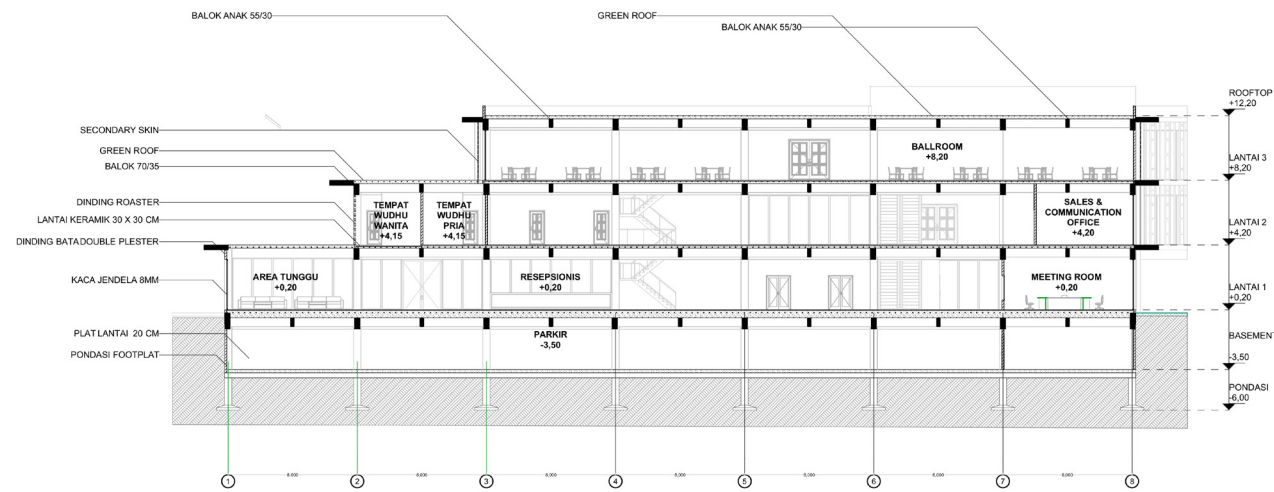 BALOK ANAK 55/30
GREEN ROOF
BALOK ANAK 55/30
ROOFTOP
+12,20
SECONDARY SKIN
GREEN ROOF
BALOK 70/35
DINDING ROASTER
LANTAI KERAMIK 30 X 30 CM
DINDING BATADOUBLE PLESTER
KACA JENDELA 8MM
PLAT LANTAI 20 CM
PONDASI FOOTPLAT
BALLROOM
+8,20
LANTAI 3
+8,20
TEMPAT
WUDHU
WANITA
+4,15
TEMPAT
WUDHU
PRIA
+4,15
SALES &
COMMUNICATION
OFFICE
+4,20
LANTAI 2
+4,20
AREA TUNGGU
+0,20
RESEPSIONIS
+0,20
MEETING ROOM
+0,20
LANTAI 1
+0,20
PARKIR
-3,50
BASEMEN
-3,50
PONDASI
-6,00
1
2
3
4
5
6
7
8